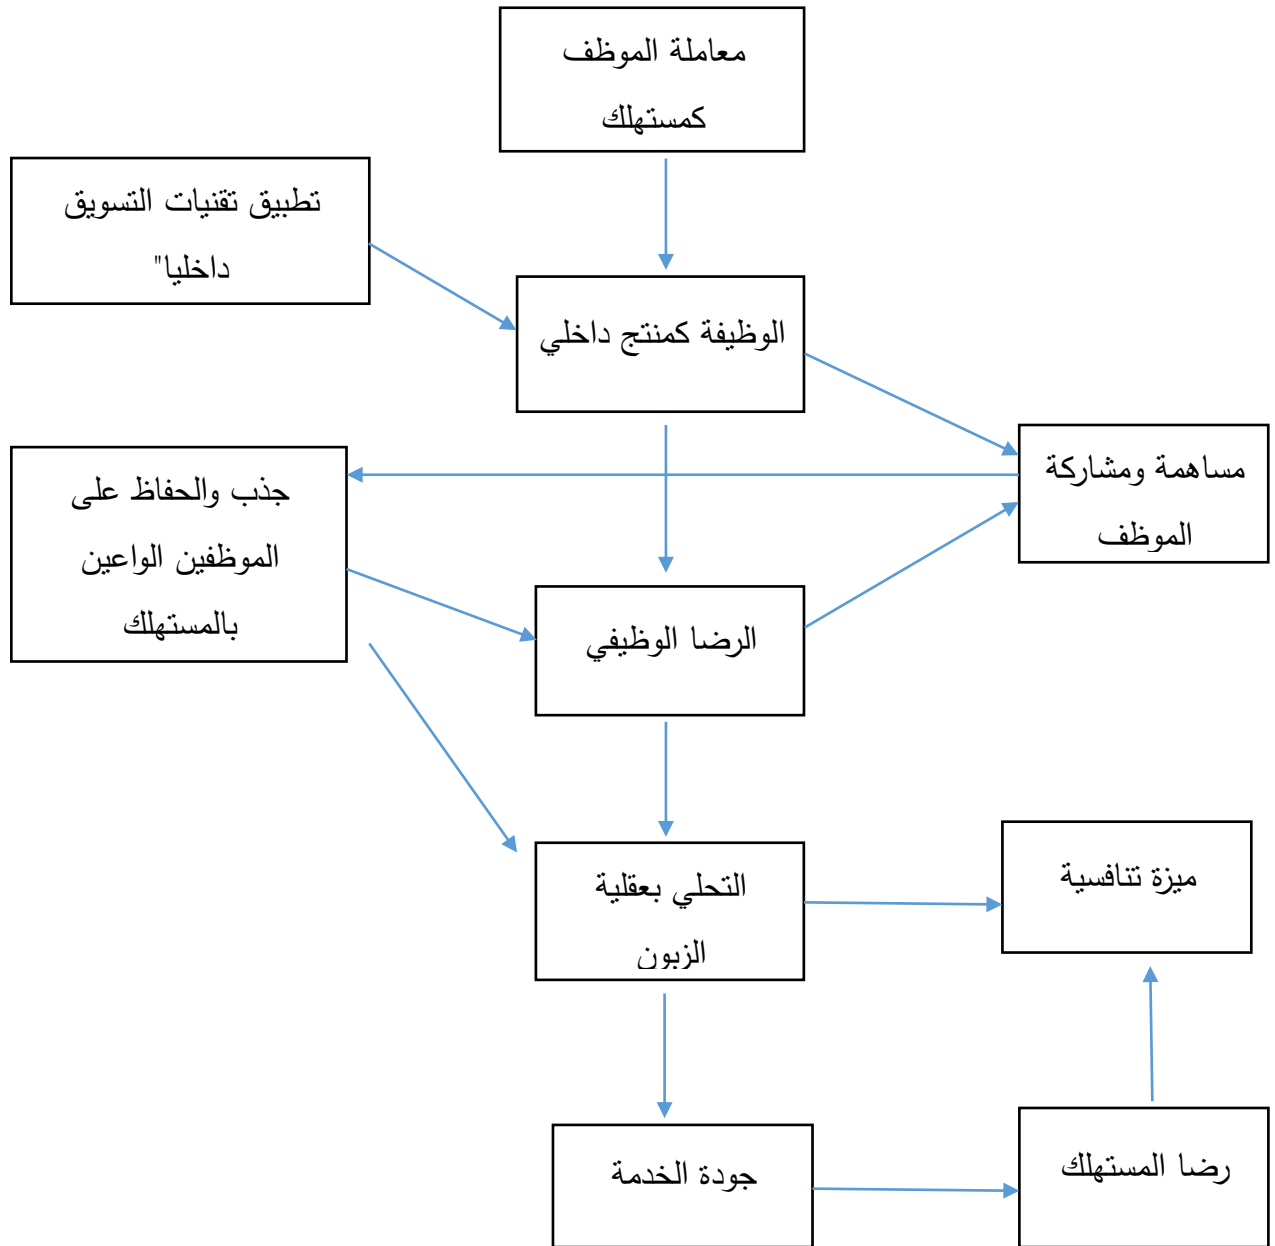 معاملة الموظف
كمستهلك
تطبيق تقنيات التسويق
داخليا"
الوظيفة كمنتج داخلي
مساهمة ومشاركة
الموظف
جذب والحفاظ على
الموظفين الواعين
بالمستهلك
الرضا الوظيفي
التحلي بعقلية
الزبون
ميزة تنافسية
جودة الخدمة
رضا المستهلك